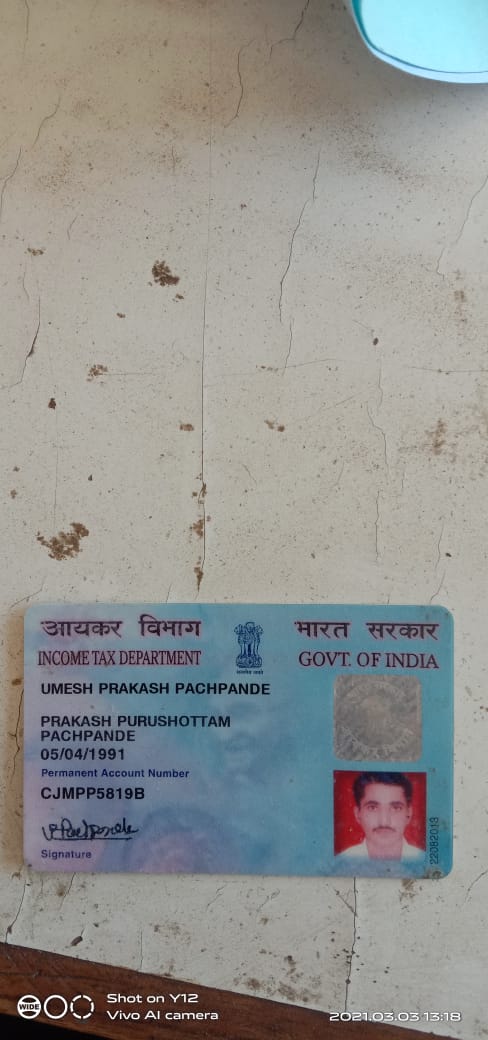 आयकर विभाग
भारत सरकार
INCOME TAX DEPARTMENT
GOVT. OF INDIA
UMESH PRAKASH PACHPANDE
PRAKASH PURUSHOTTAM
PACHPANDE
05/04/1991
Permanent Account Number
CJMPP5819B
Signature
22082013
WIDE
Shot on Y12
Vivo AI camera
2021.03.03 13:18